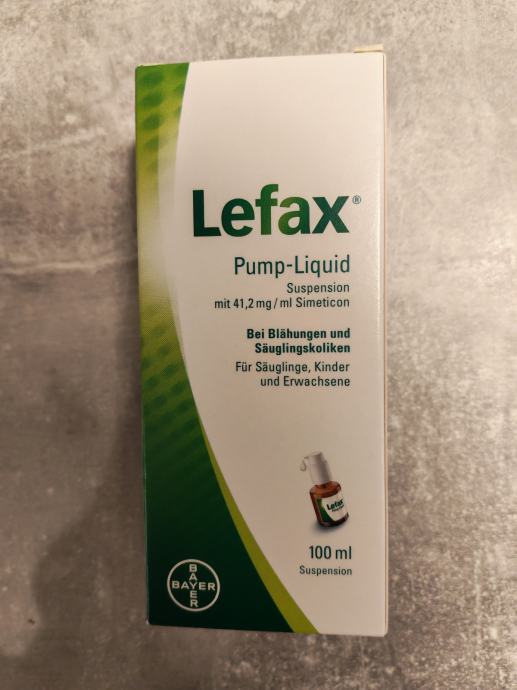 Lefax®
Pump-Liquid
Suspension
mit 41,2 mg / ml Simeticon
Bei Blähungen und
Säuglingskoliken
Für Säuglinge, Kinder
und Erwachsene
Lefax
100 ml
Suspension
BAYER
BAYER